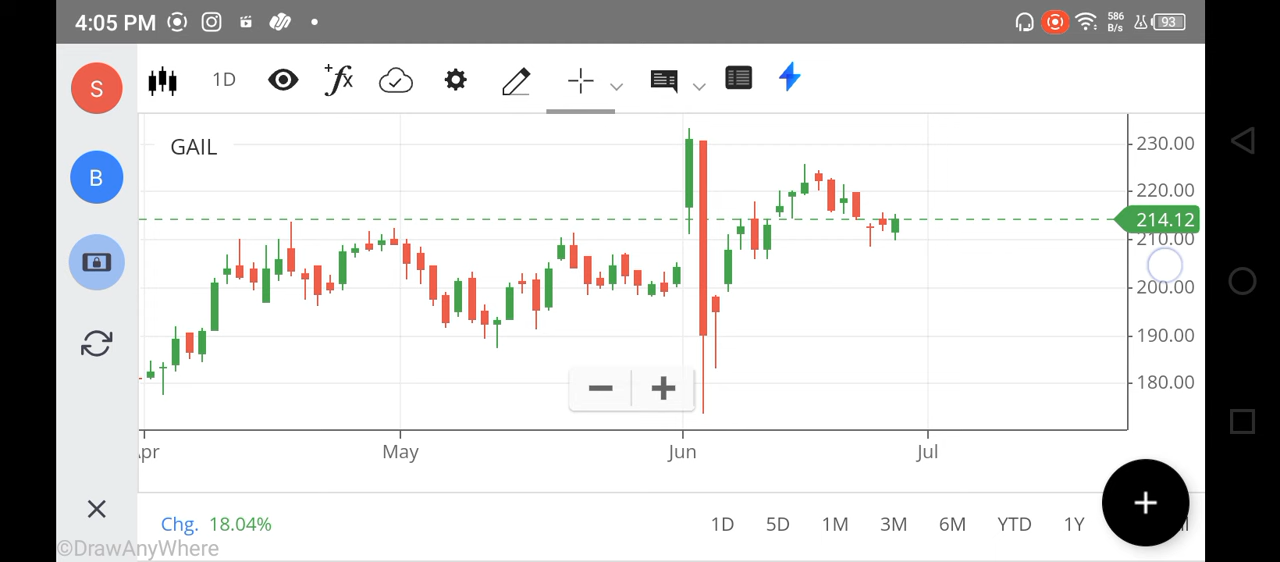 4:05 PM
586
B/s
93
S
1D
fx
B
GAIL
230.00
220.00
214.12
210.00
200.00
190.00
180.00
May
Jun
Jul
Chg. 18.04%
1D 5D 1M 3M 6M YTD 1Y
©DrawAnyWhere